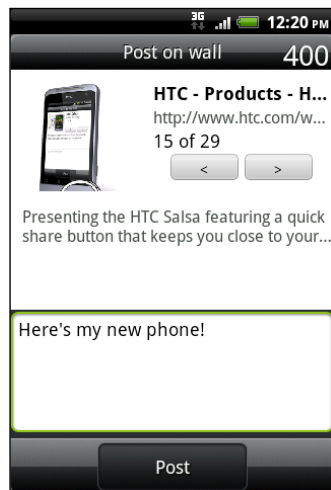 3G
12:20 PM
Post on wall 400
HTC - Products - H...
http://www.htc.com/w...
15 of 29
< >
Presenting the HTC Salsa featuring a quick
share button that keeps you close to your...
Here's my new phone!
Post